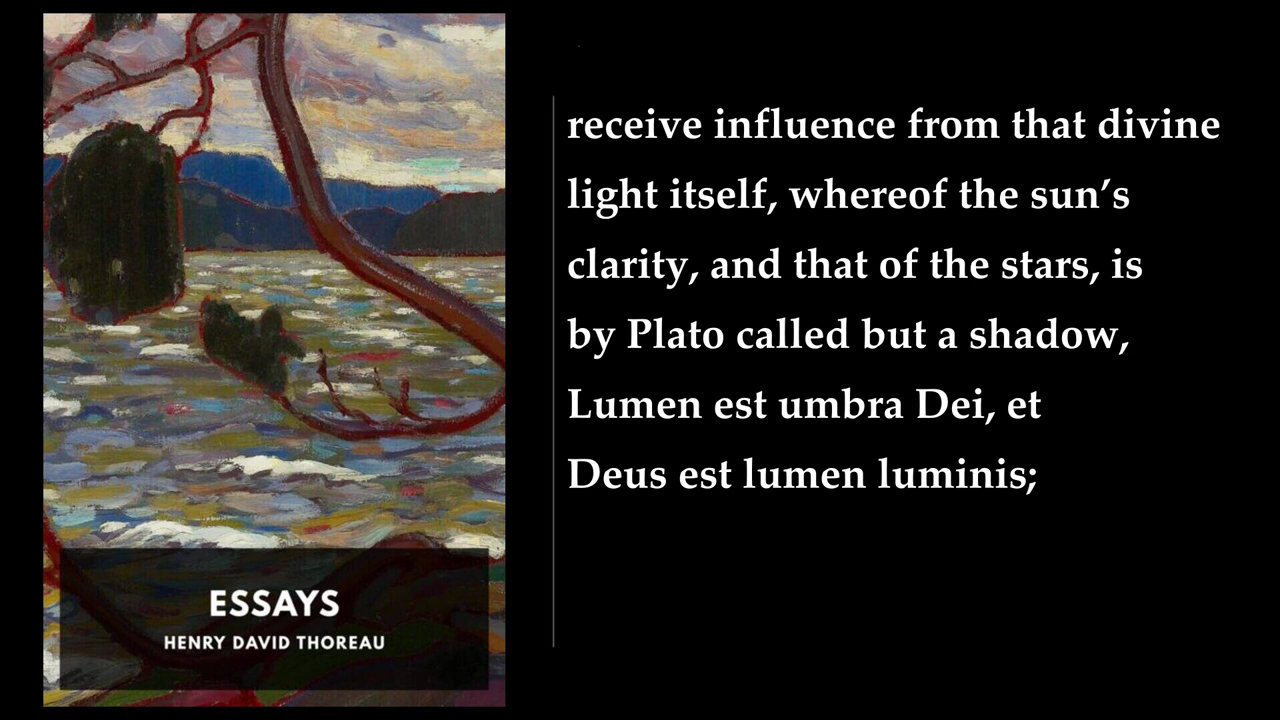 ESSAYS
HENRY DAVID THOREAU
receive influence from that divine
light itself, whereof the sun’s
clarity, and that of the stars, is
by Plato called but a shadow,
Lumen est umbra Dei, et
Deus est lumen luminis;